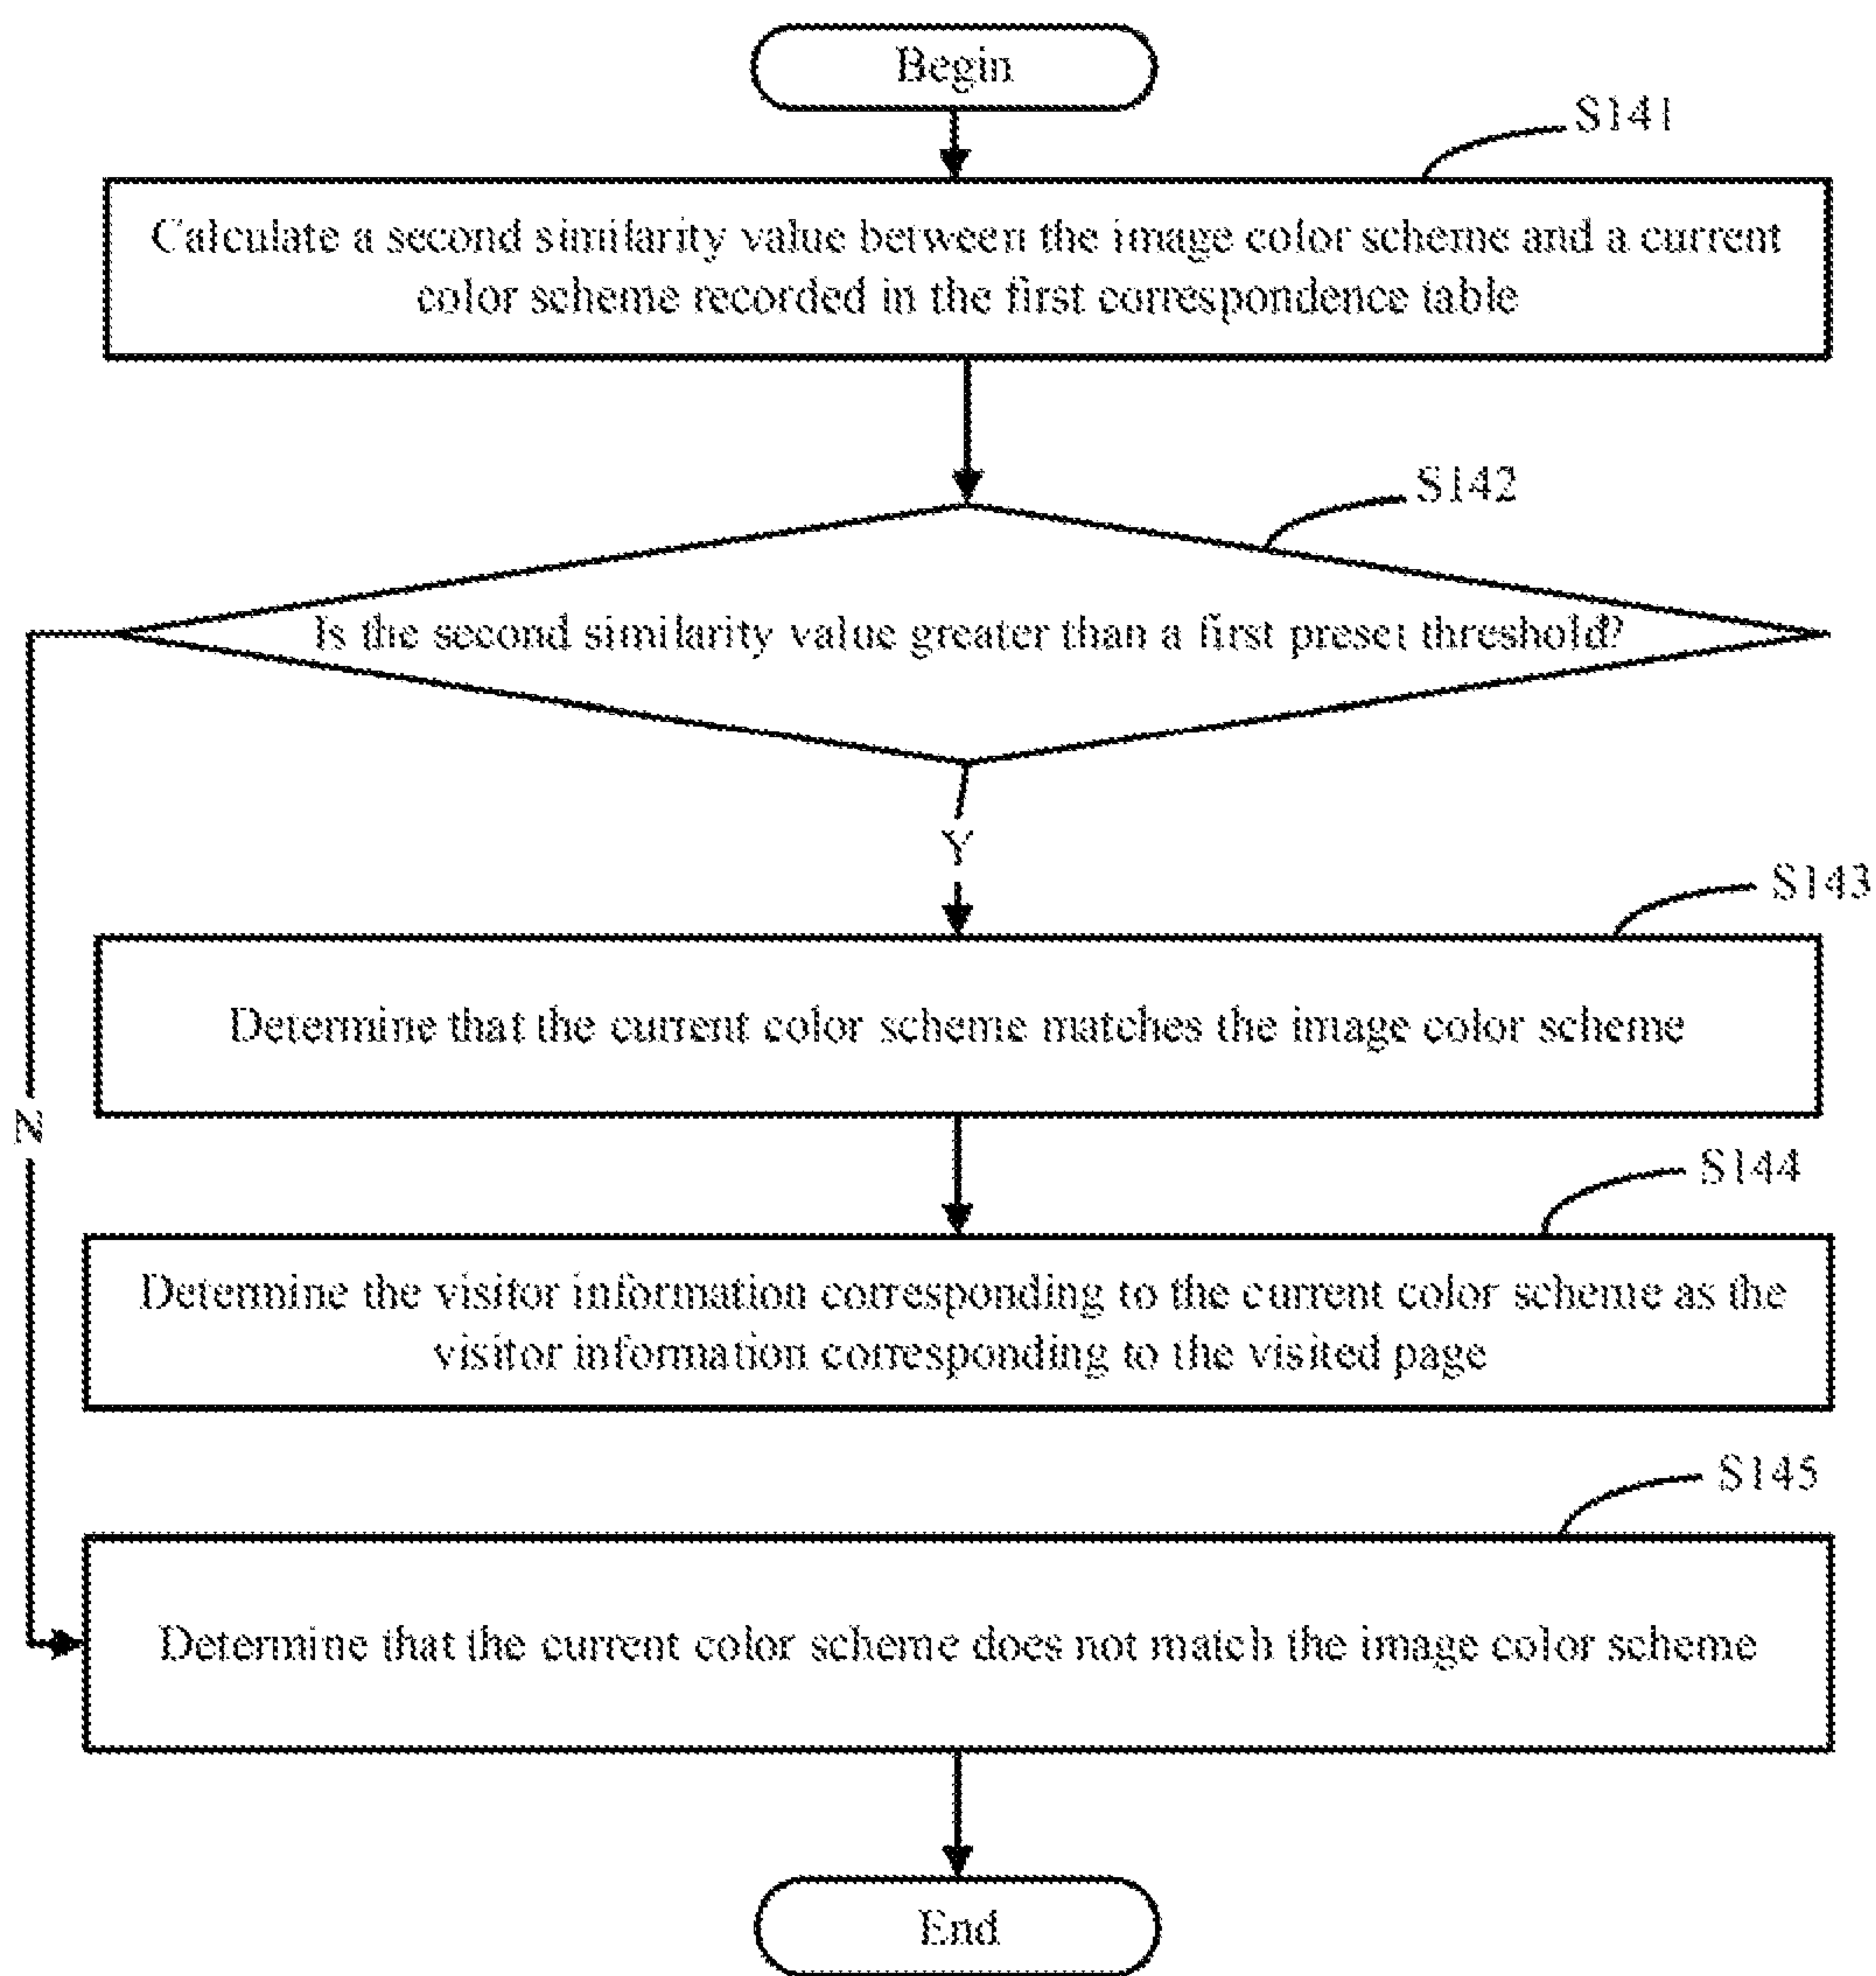 Begin
S141
Calculate a second similarity value between the image color scheme and a current
color scheme recorded in the first correspondence table
S142
Is the second similarity value greater than a first preset threshold?
Y
S143
Determine that the current color scheme matches the image color scheme
N
S144
Determine the visitor information corresponding to the current color scheme as the
visitor information corresponding to the visited page
S145
Determine that the current color scheme does not match the image color scheme
End